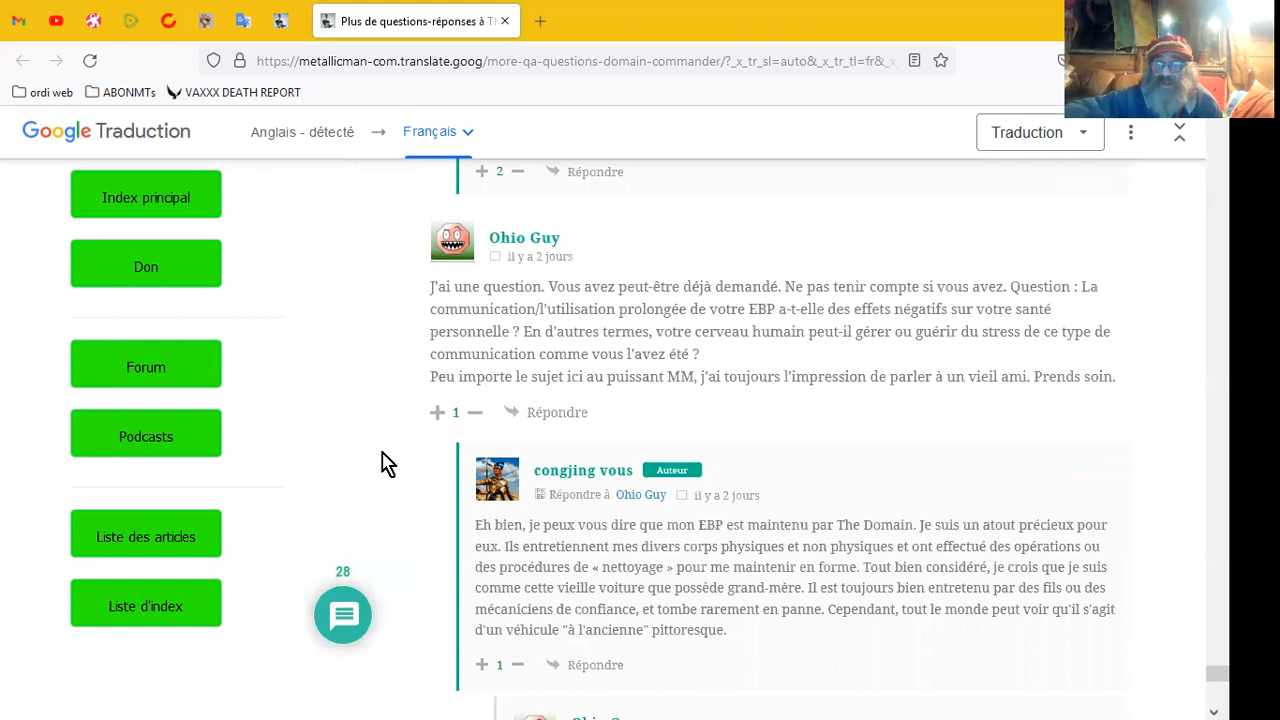 Plus de questions-réponses à Th
https://metallicman-com.translate.goog/more-qa-questions-domain-commander/?_x_tr_sl=auto&_x_tr_tl=fr&_x
ordi web
ABONMTs
VAXXX DEATH REPORT
Google Traduction
Anglais - détecté
Français
Traduction
Index principal
Don
Forum
Podcasts
Liste des articles
Liste d'index
28
+ 2 — Répondre
Ohio Guy
il y a 2 jours
J'ai une question. Vous avez peut-être déjà demandé. Ne pas tenir compte si vous avez. Question : La
communication/l'utilisation prolongée de votre EBP a-t-elle des effets négatifs sur votre santé
personnelle ? En d'autres termes, votre cerveau humain peut-il gérer ou guérir du stress de ce type de
communication comme vous l'avez été ?
Peu importe le sujet ici au puissant MM, j'ai toujours l'impression de parler à un vieil ami. Prends soin.
+ 1 — Répondre
congjing vous Auteur
Répondre à Ohio Guy il y a 2 jours
Eh bien, je peux vous dire que mon EBP est maintenu par The Domain. Je suis un atout précieux pour
eux. Ils entretiennent mes divers corps physiques et non physiques et ont effectué des opérations ou
des procédures de « nettoyage » pour me maintenir en forme. Tout bien considéré, je crois que je suis
comme cette vieille voiture que possède grand-mère. Il est toujours bien entretenu par des fils ou des
mécaniciens de confiance, et tombe rarement en panne. Cependant, tout le monde peut voir qu'il s'agit
d'un véhicule "à l'ancienne" pittoresque.
+ 1 — Répondre